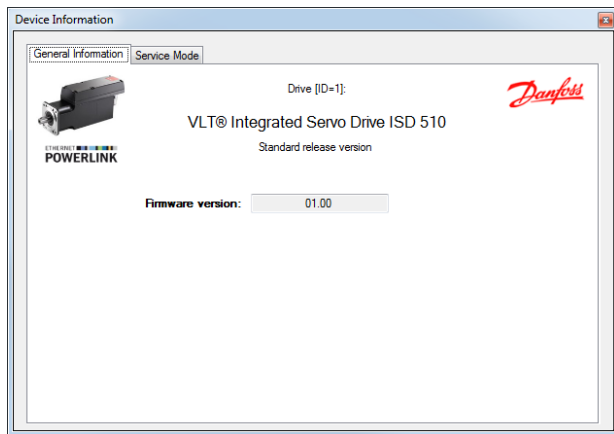 Device Information
General Information Service Mode
Drive [ID=1]:
Danfoss
VLT® Integrated Servo Drive ISD 510
ETHERNET
POWERLINK
Standard release version
Firmware version: 01.00